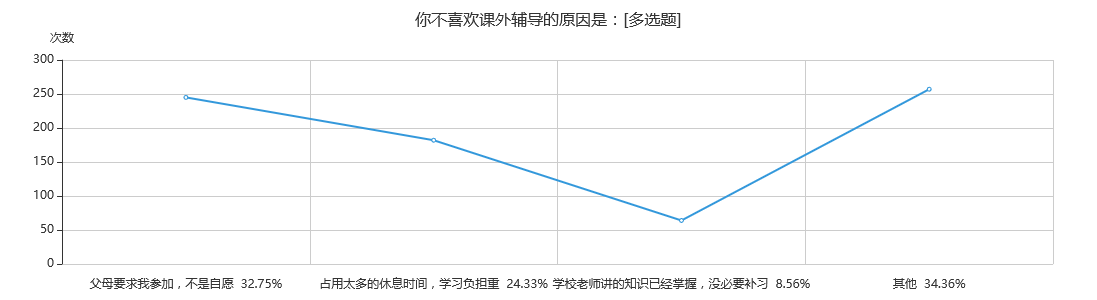 你不喜欢课外辅导的原因是：[多选题]
次数
300
250
200
150
100
50
0
父母要求我参加，不是自愿 32.75% 占用太多的休息时间，学习负担重 24.33% 学校老师讲的知识已经掌握，没必要补习 8.56% 其他 34.36%